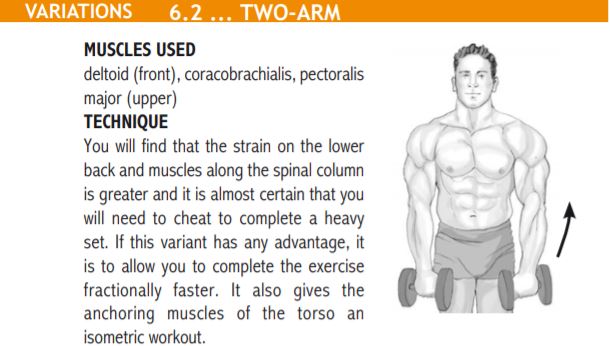 VARIATIONS 6.2 ... TWO-ARM
MUSCLES USED
deltoid (front), coracobrachialis, pectoralis
major (upper)
TECHNIQUE
You will find that the strain on the lower
back and muscles along the spinal column
is greater and it is almost certain that you
will need to cheat to complete a heavy
set. If this variant has any advantage, it
is to allow you to complete the exercise
fractionally faster. It also gives the
anchoring muscles of the torso an
isometric workout.